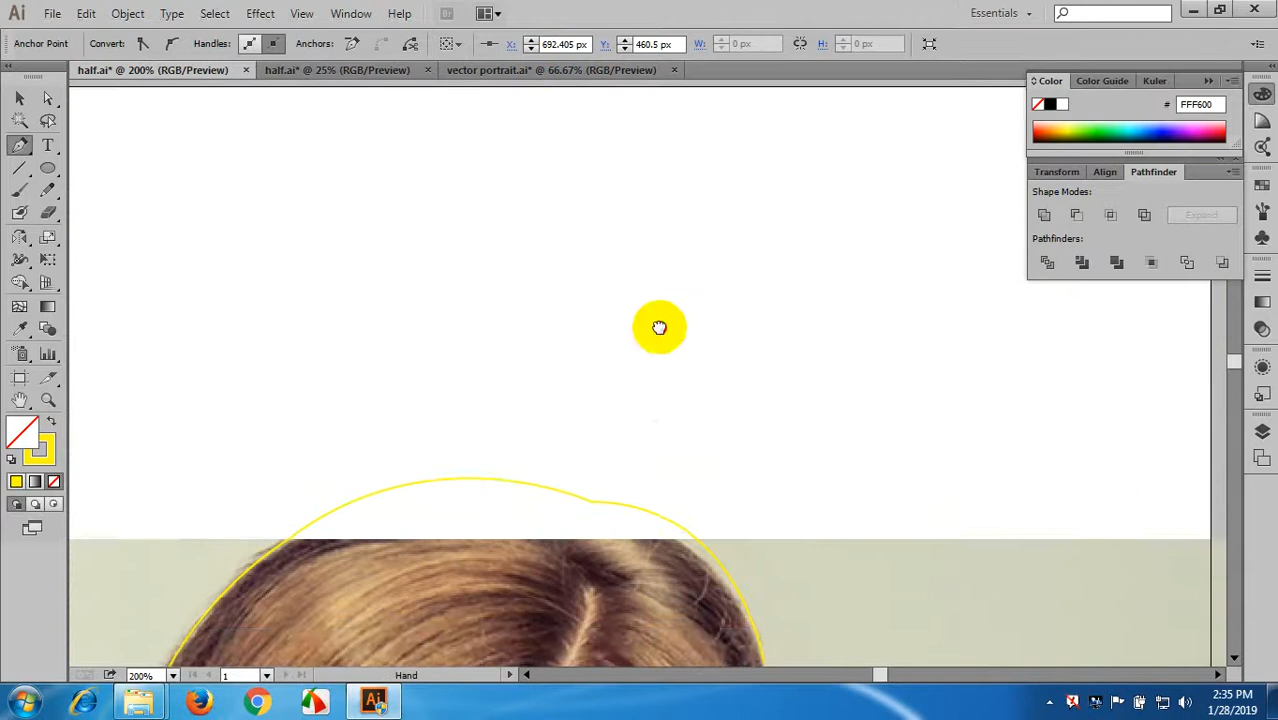 Ai File Edit Object Type Select Effect View Window Help Br Essentials
Anchor Point Convert: Handles: Anchors: X: 692.405 px Y: 460.5 px W: 0 px H: 0 px
half.ai* @ 200% (RGB/Preview) × half.ai* @ 25% (RGB/Preview) × vector portrait.ai* @ 66.67% (RGB/Preview) ×
Color Color Guide Kuler
# FFF600
Transform Align Pathfinder
Shape Modes:
Expand
Pathfinders:
200% 1 Hand
Ai 2:35 PM
1/28/2019